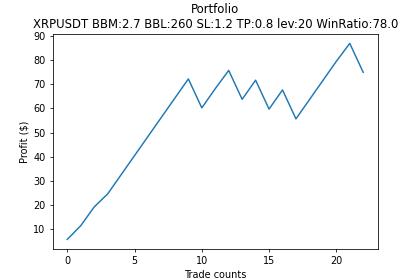 Portfolio
XRPUSDT BBM:2.7 BBL:260 SL:1.2 TP:0.8 lev:20 WinRatio:78.0
90
80
70
60
50
40
30
20
10
Profit ($)
0 5 10 15 20
Trade counts